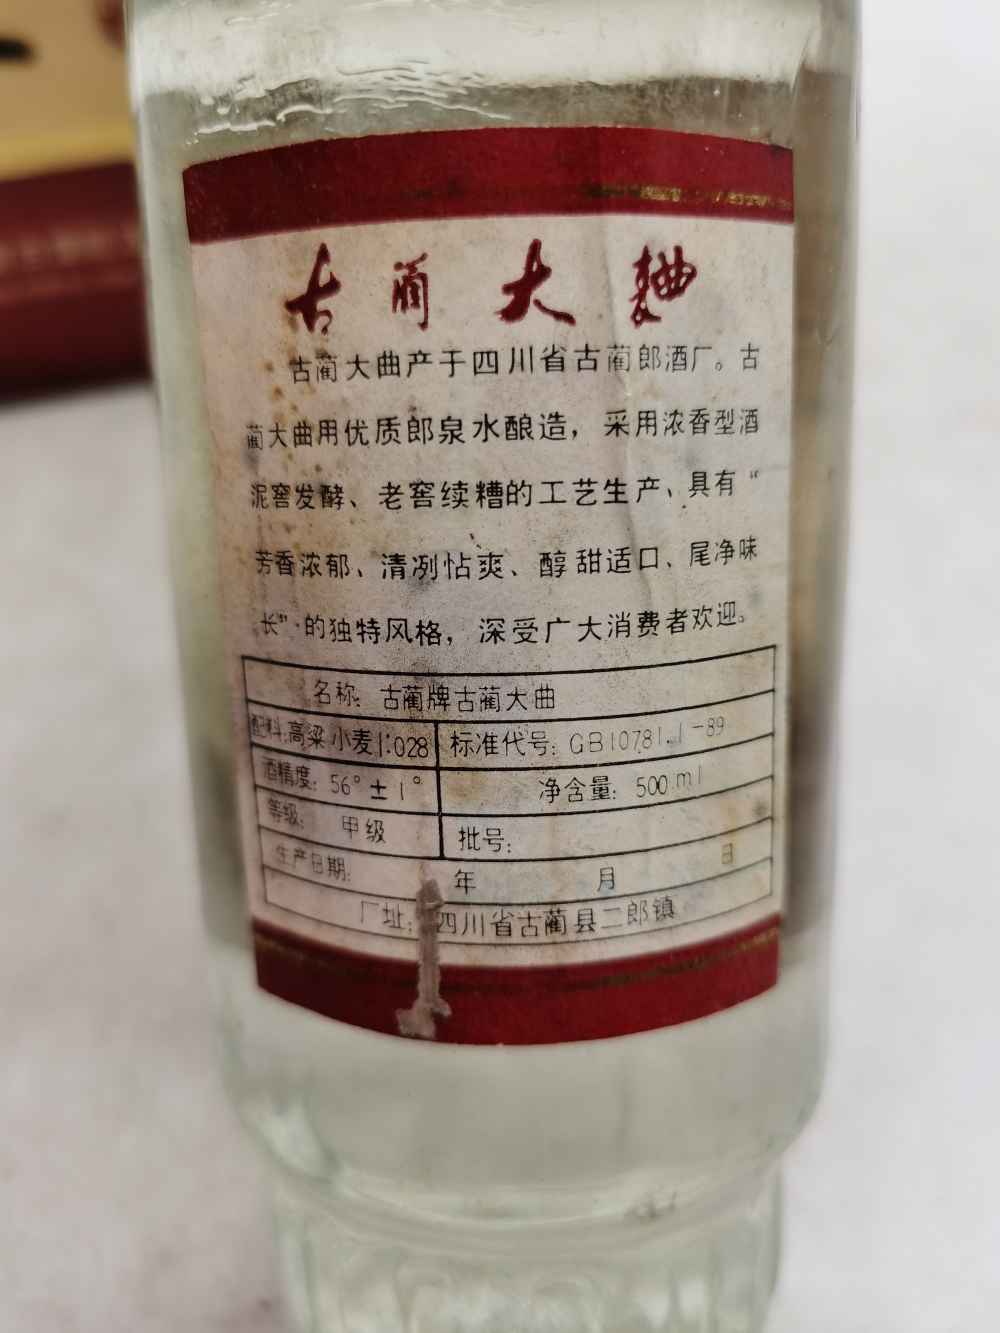 古蔺大麯
古蔺大曲产于四川省古蔺郎酒厂。古
蔺大曲用优质郎泉水酿造，采用浓香型酒
泥窖发酵、老窖续糟的工艺生产、具有“
芳香浓郁、清冽怗爽、醇甜适口、尾净味
长”的独特风格，深受广大消费者欢迎。
名称：古蔺牌古蔺大曲
配料：高粱 小麦1：028 标准代号：GB10781.1-89
酒精度：56°±1° 净含量：500ml
等级：甲级 批号：
生产日期： 年 月 日
厂址：四川省古蔺县二郎镇